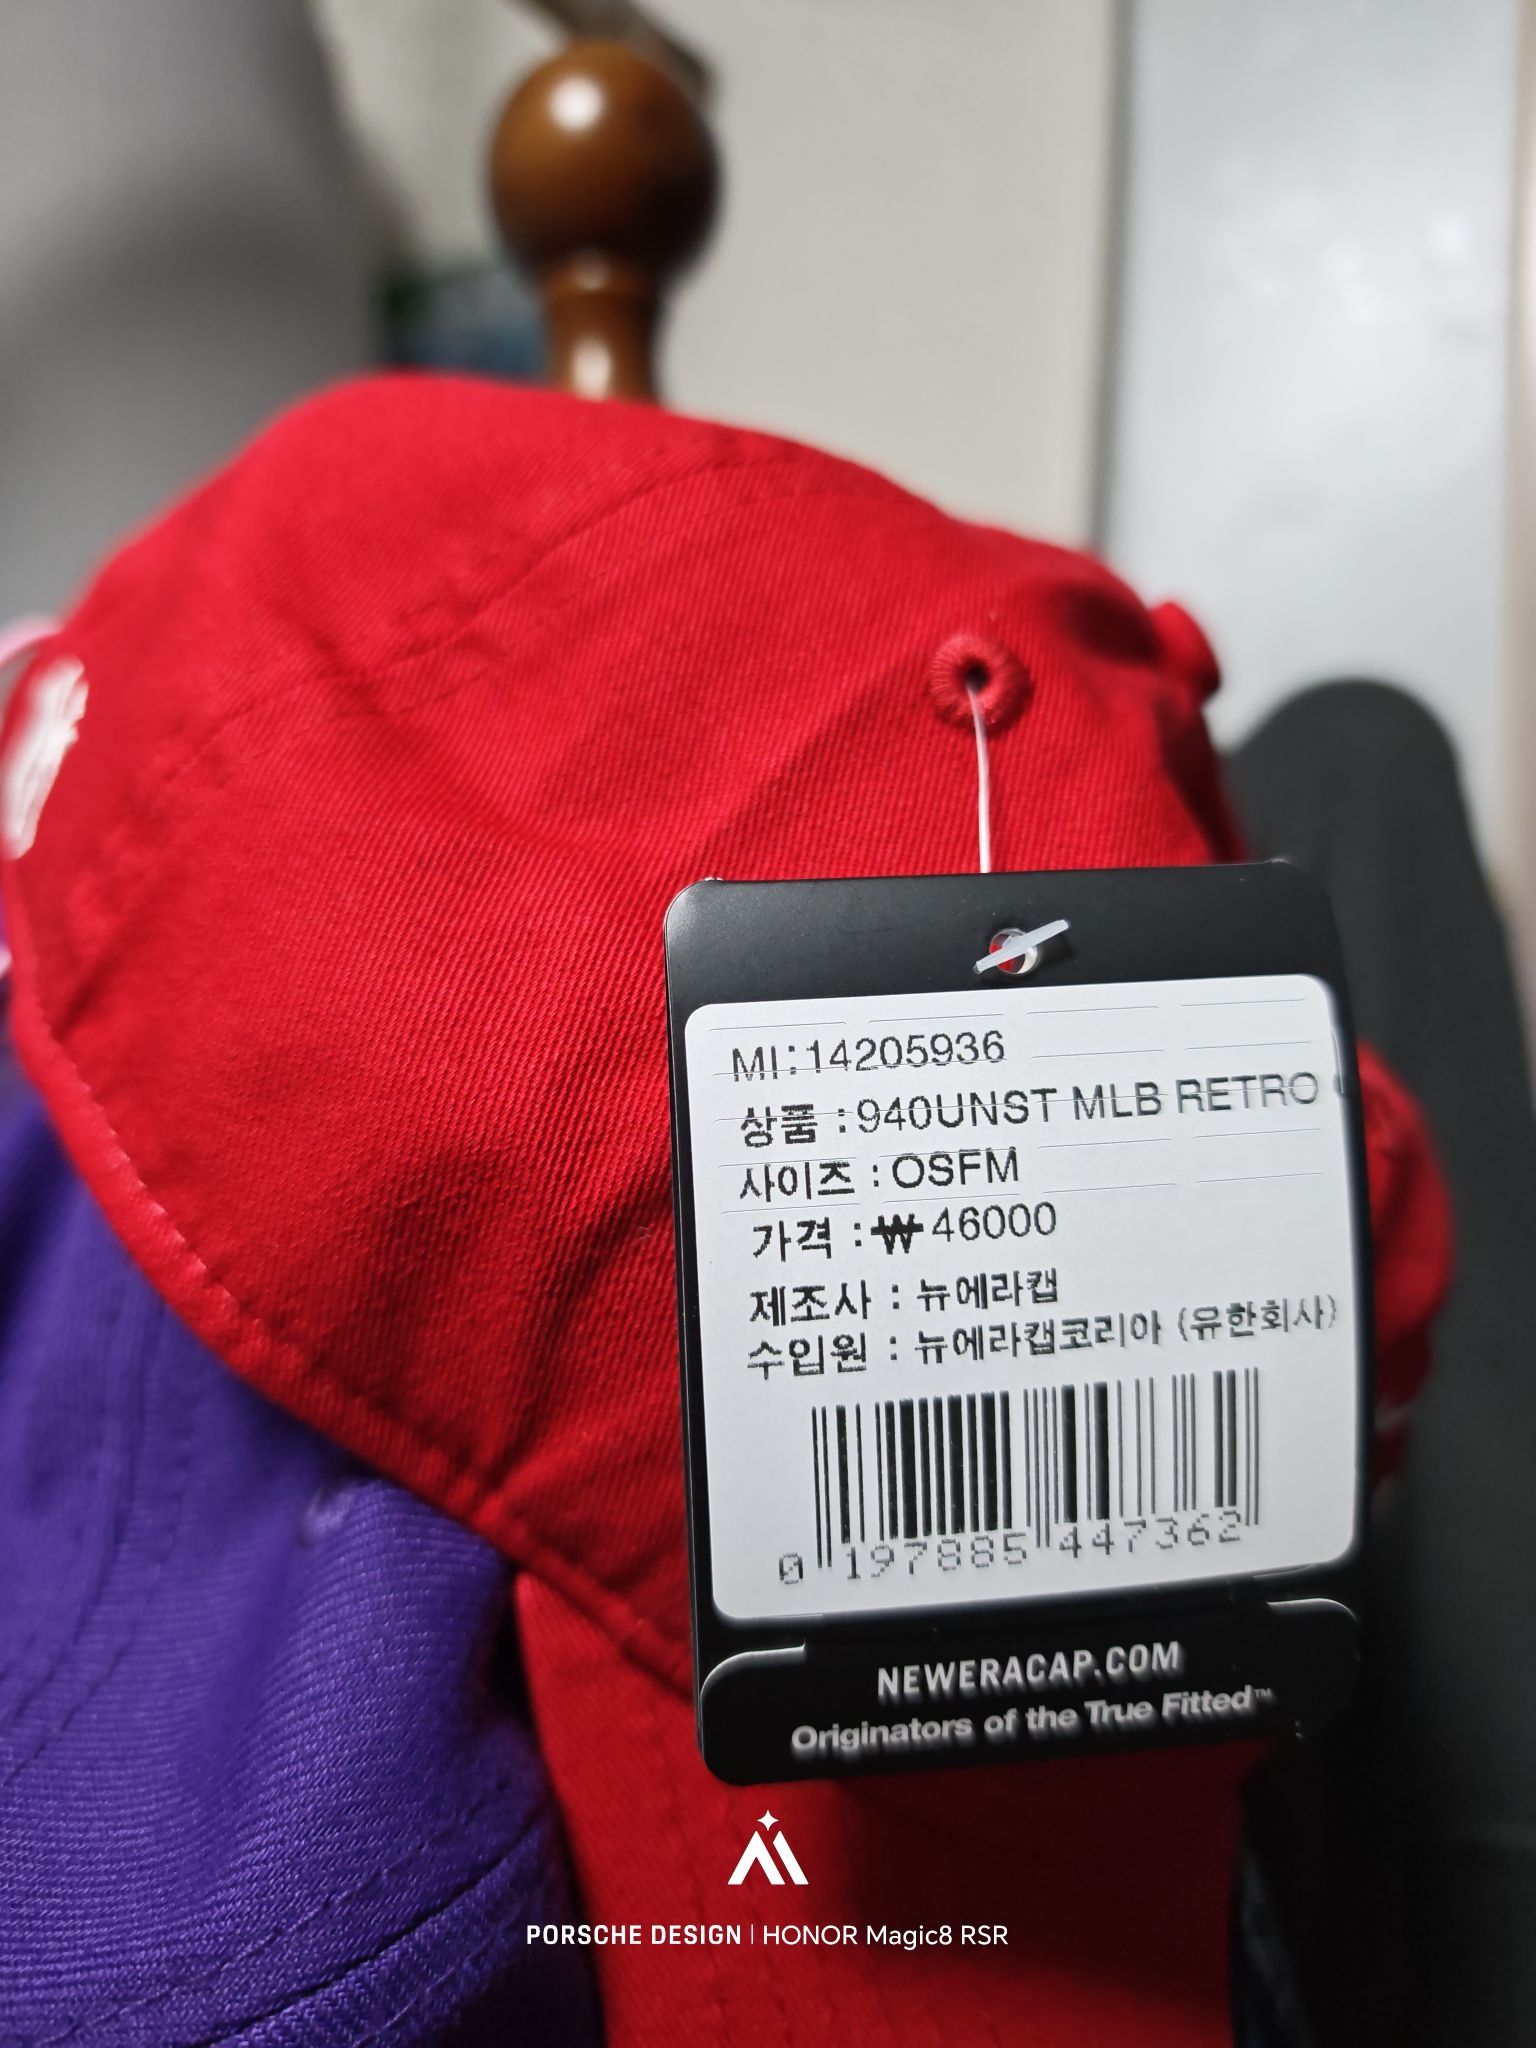 MI:14205936
상품 :940UNST MLB RETRO
사이즈 : OSFM
가격 : ₩46000
제조사 : 뉴에라캡
수입원 : 뉴에라캡코리아 (유한회사)
0 197885 447362
NEWERACAP.COM
Originators of the True Fitted™
PORSCHE DESIGN | HONOR Magic8 RSR